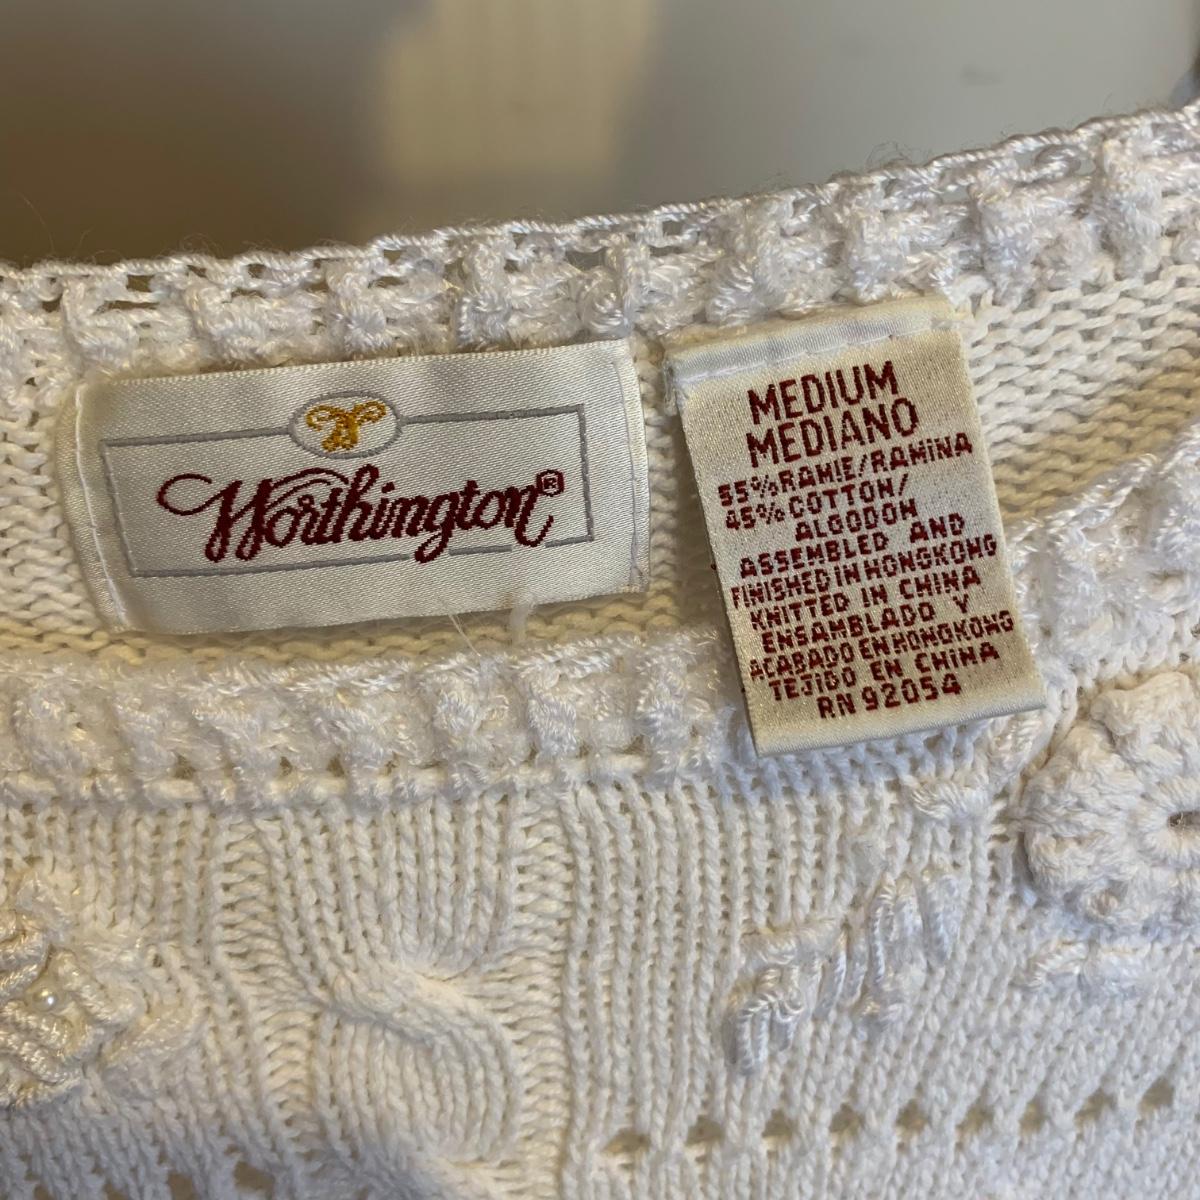 Worthington®
MEDIUM
MEDIANO
55% RAMIE/RAMINA
45% COTTON/
ALGODON
ASSEMBLED AND
FINISHED IN HONGKONG
KNITTED IN CHINA
ENSAMBLADO Y
ACABADO EN HONGKONG
TEJIDO EN CHINA
RN 92054